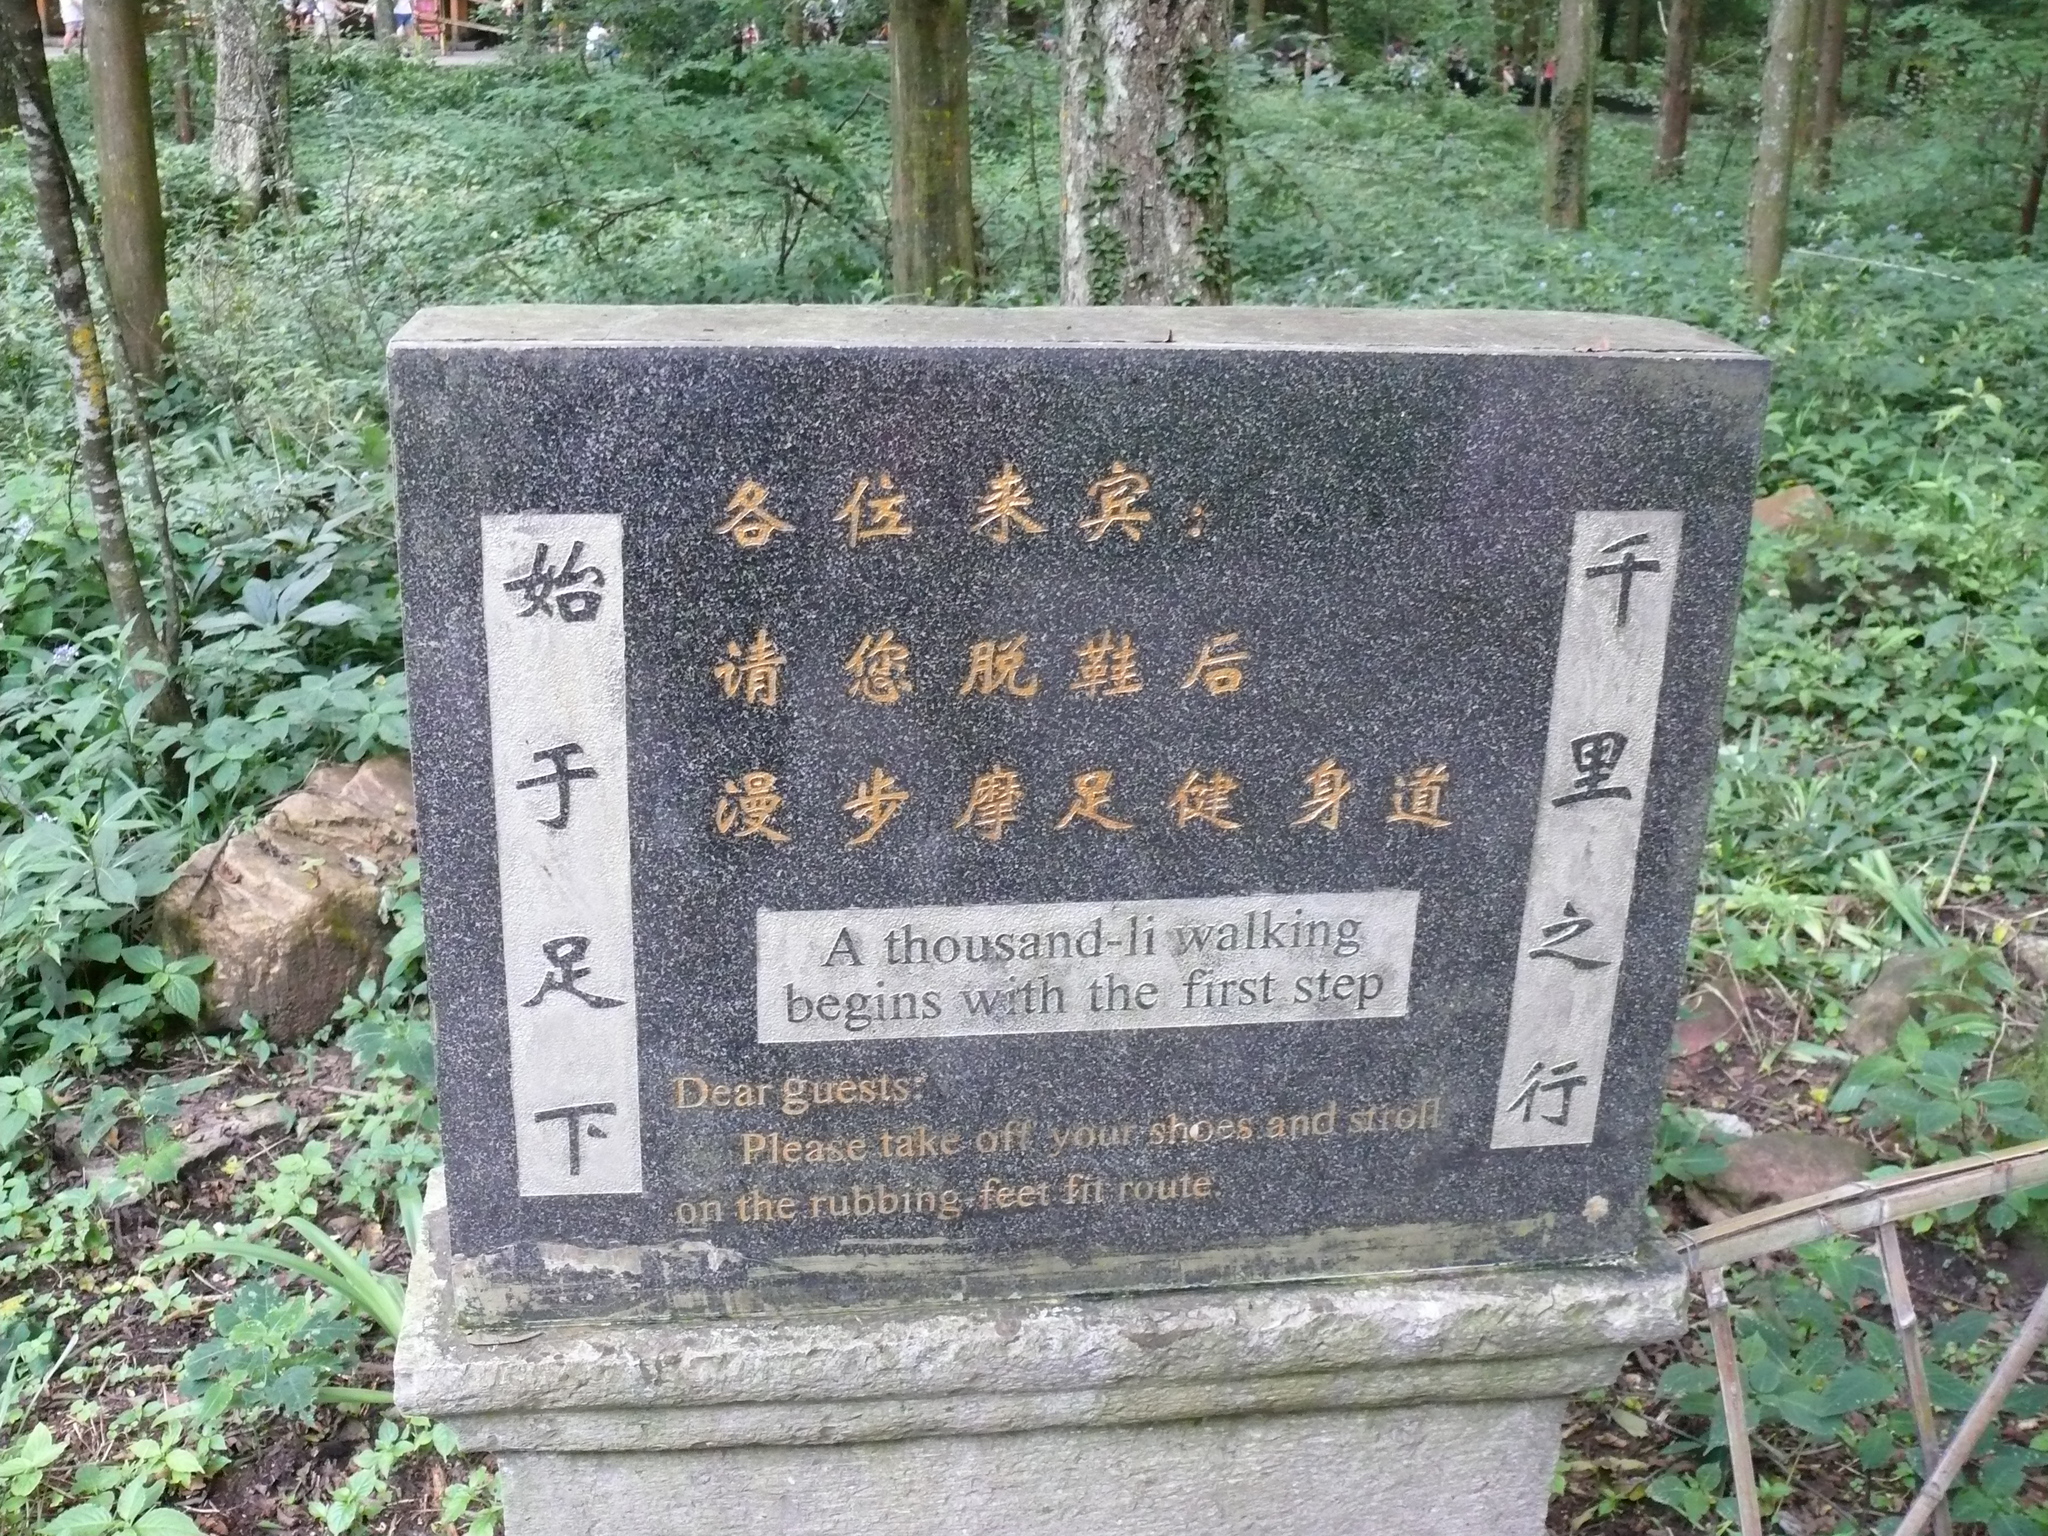 千里之行
始于足下
各位来宾：
请您脱鞋后
漫步摩足健身道
A thousand-li walking
begins with the first step
Dear guests:
Please take off your shoes and stroll
on the rubbing feet fit route.